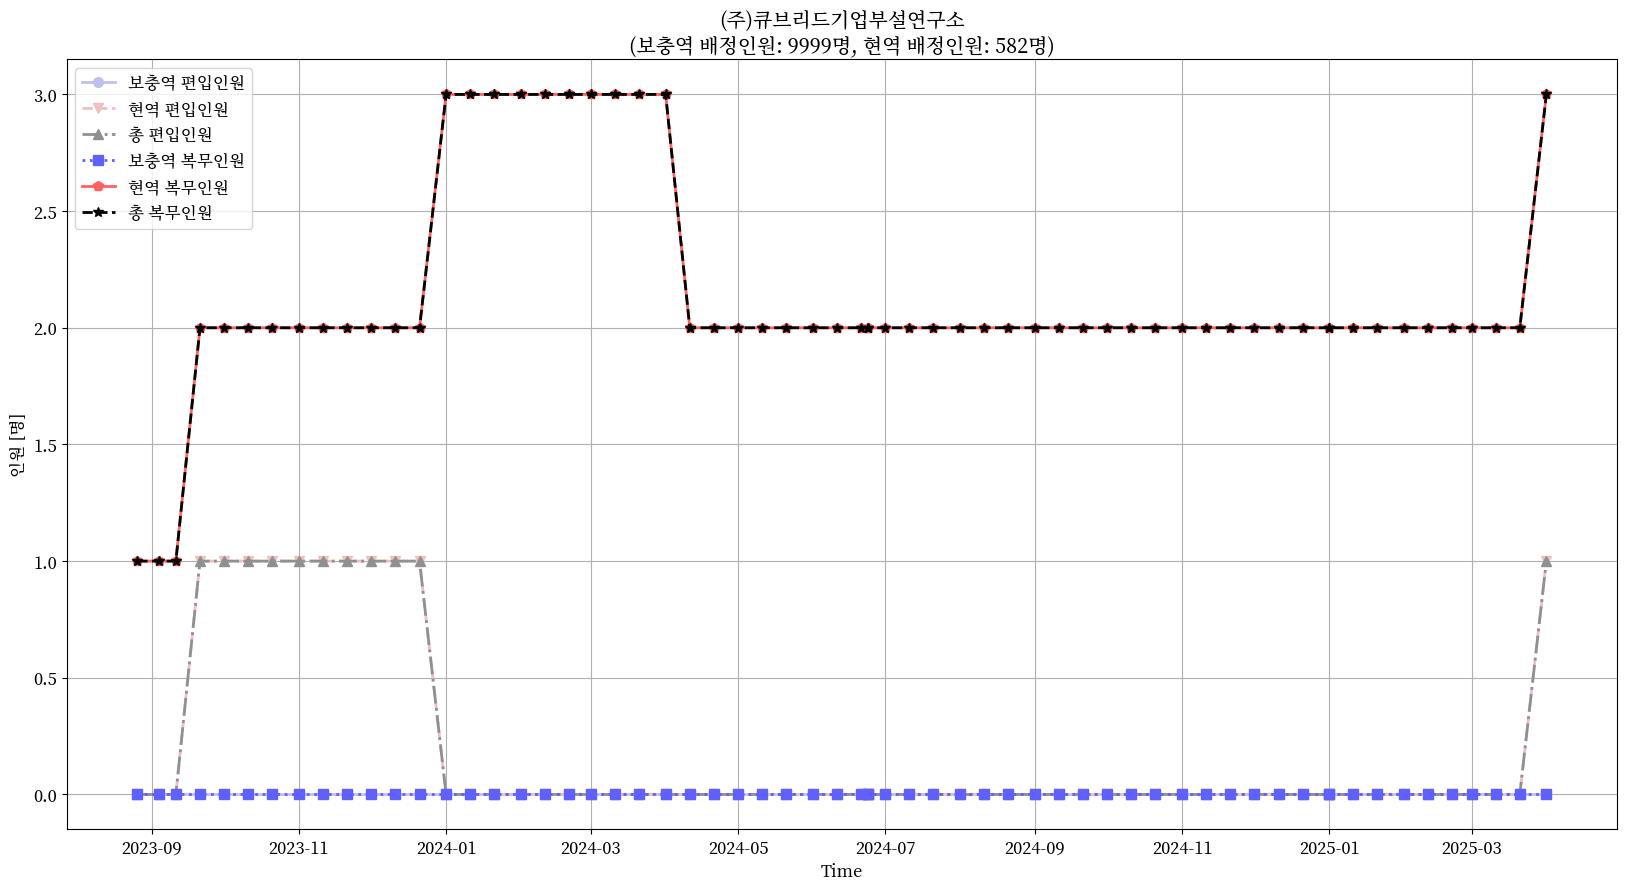 (주)큐브리드기업부설연구소
(보충역 배정인원: 9999명, 현역 배정인원: 582명)
보충역 편입인원
현역 편입인원
총 편입인원
보충역 복무인원
현역 복무인원
총 복무인원
3.0
2.5
2.0
1.5
1.0
0.5
0.0
인원 [명]
2023-09
2023-11
2024-01
2024-03
2024-05
2024-07
2024-09
2024-11
2025-01
2025-03
Time